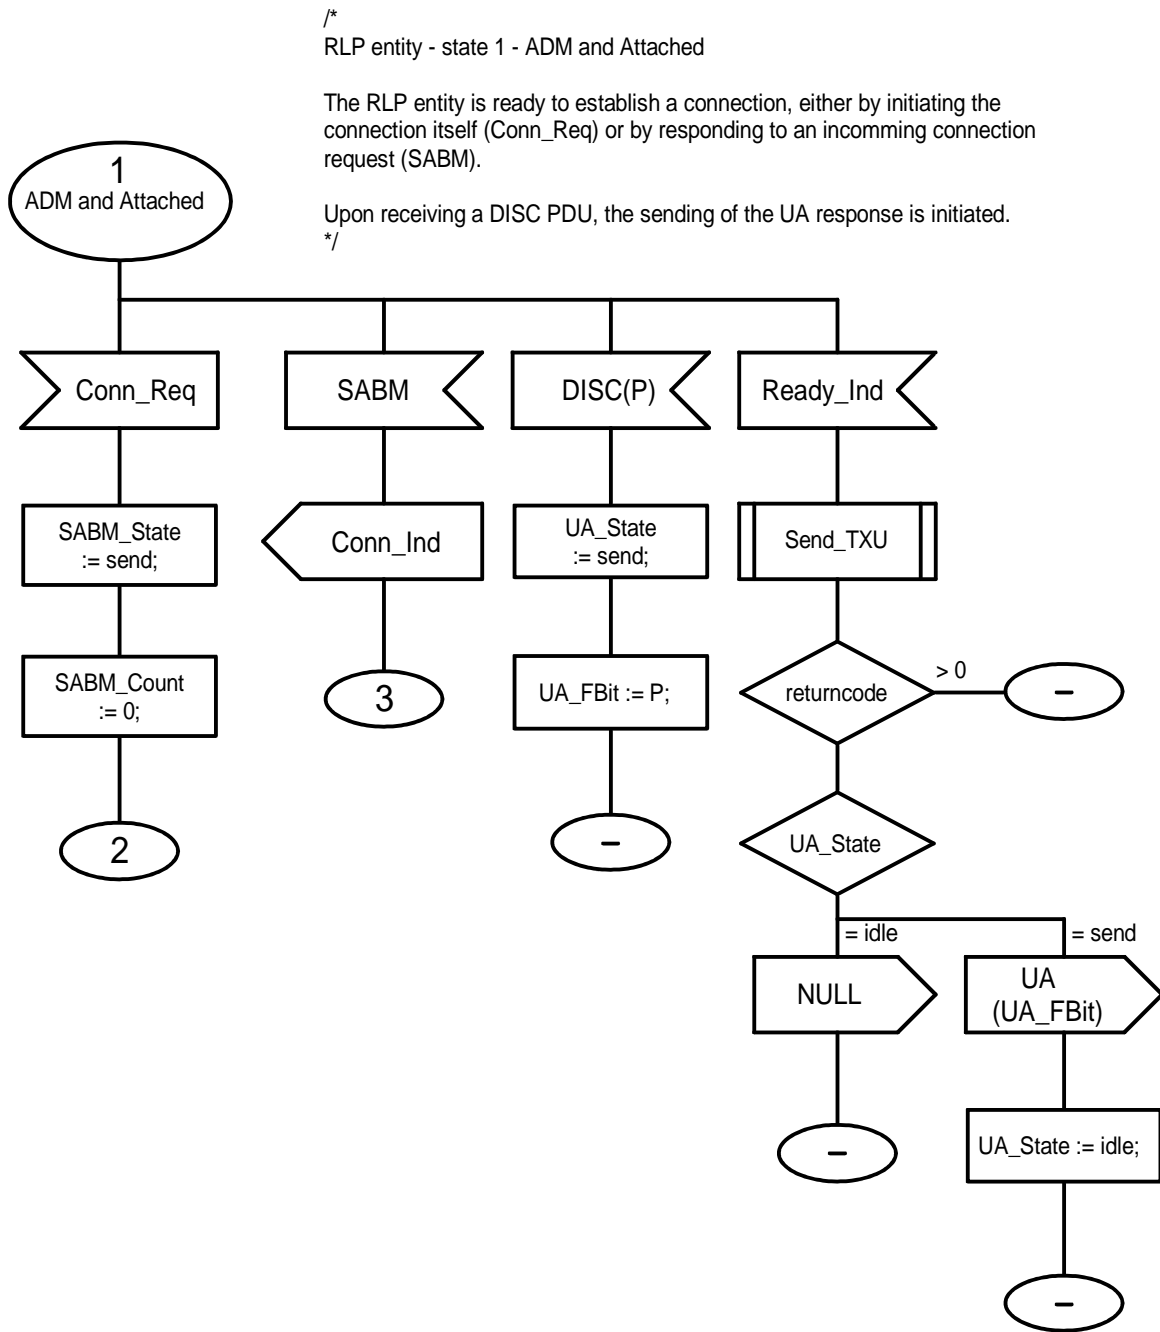 /*
RLP entity - state 1 - ADM and Attached
The RLP entity is ready to establish a connection, either by initiating the
connection itself (Conn_Req) or by responding to an incomming connection
request (SABM).
Upon receiving a DISC PDU, the sending of the UA response is initiated.
*/
1
ADM and Attached
Conn_Req
SABM
DISC(P)
Ready_Ind
SABM_State
:= send;
Conn_Ind
UA_State
:= send;
Send_TXU
SABM_Count
:= 0;
3
UA_FBit := P;
returncode
> 0
–
2
–
UA_State
= idle
= send
NULL
UA
(UA_FBit)
–
UA_State := idle;
–